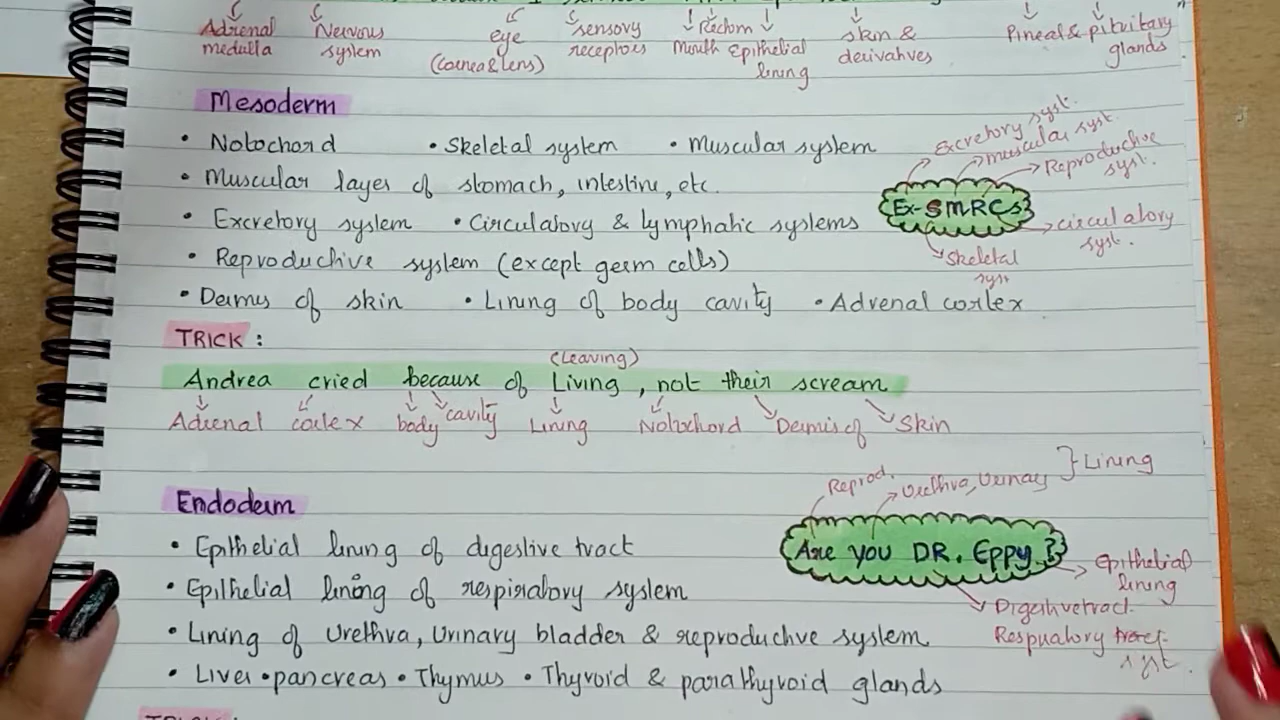 Adrenal Nervous eye sensory Rectom skin & Pineal & pituitary
medulla system (cornea & lens) receptors Mouth Epithelial derivatives glands
lining
Mesoderm
• Notochord • Skeletal system • Muscular system
• Muscular layers of stomach, intestine, etc.
• Excretory system • Circulatory & lymphatic systems
• Reproductive system (except germ cells)
• Dermis of skin • Lining of body cavity • Adrenal cortex
Excretory syst.
muscular syst.
Reproductive
syst.
Ex-SMRCs
circulatory
syst.
Skeletal
syst
TRICK :
(Leaving)
Andrea cried because of Living, not their scream
Adrenal cortex body cavity Lining Notochord Dermis of Skin
Endoderm
• Epithelial lining of digestive tract
• Epithelial lining of respiratory system
• Lining of Urethra, Urinary bladder & reproductive system
• Liver • pancreas • Thymus • Thyroid & parathyroid glands
Reprod. Urethra, Urinary } Lining
Are you DR. Eppy ?
Epithelial
lining
Digestive tract.
Respiratory
syst.